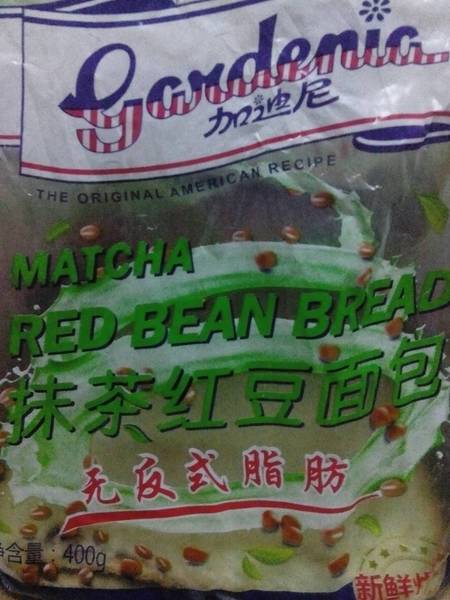 Gardenia
加迪尼
THE ORIGINAL AMERICAN RECIPE
MATCHA
RED BEAN BREAD
抹茶红豆面包
无反式脂肪
净含量：400g
新鲜